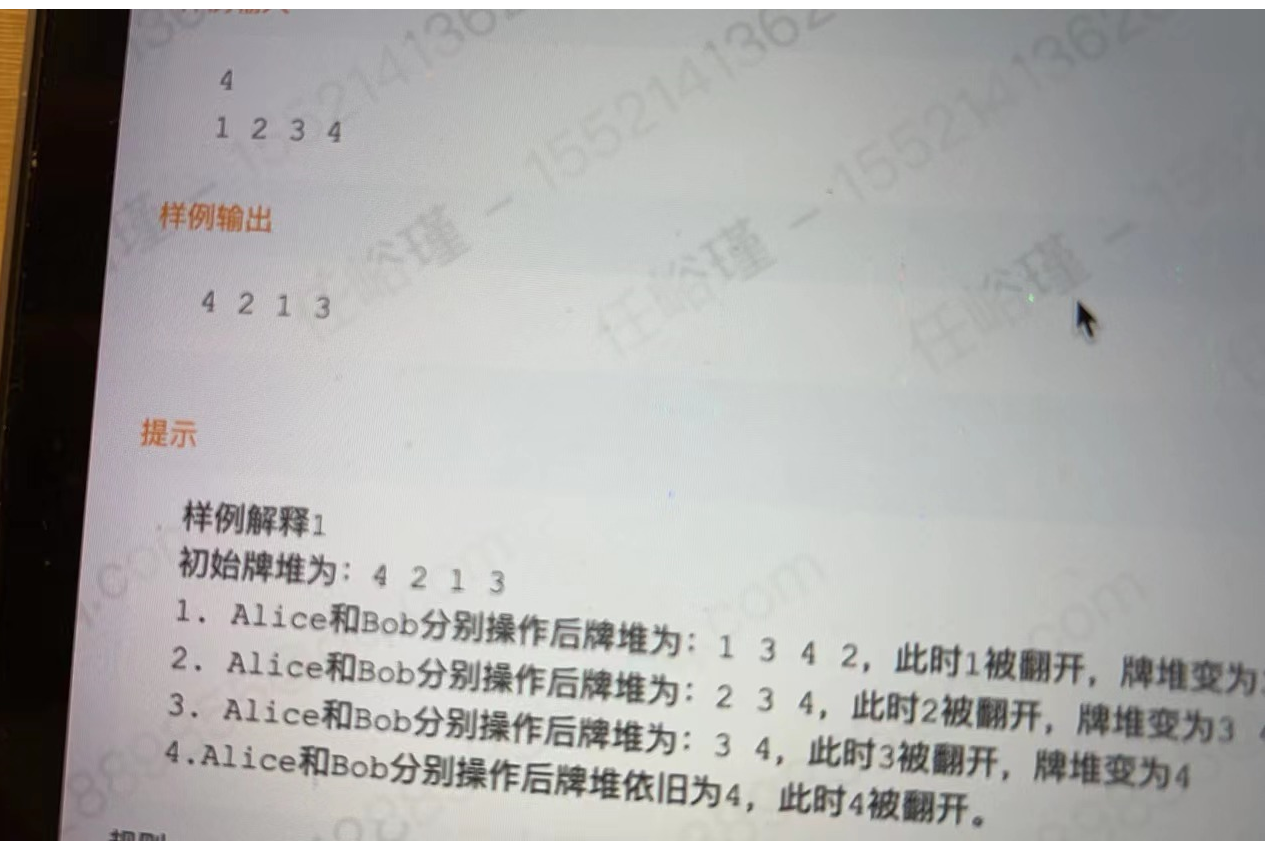 4
1 2 3 4
样例输出
4 2 1 3
提示
样例解释1
初始牌堆为：4 2 1 3
1. Alice和Bob分别操作后牌堆为：1 3 4 2，此时1被翻开，牌堆变为
2. Alice和Bob分别操作后牌堆为：2 3 4，此时2被翻开，牌堆变为3
3. Alice和Bob分别操作后牌堆为：3 4，此时3被翻开，牌堆变为4
4.Alice和Bob分别操作后牌堆依旧为4，此时4被翻开。